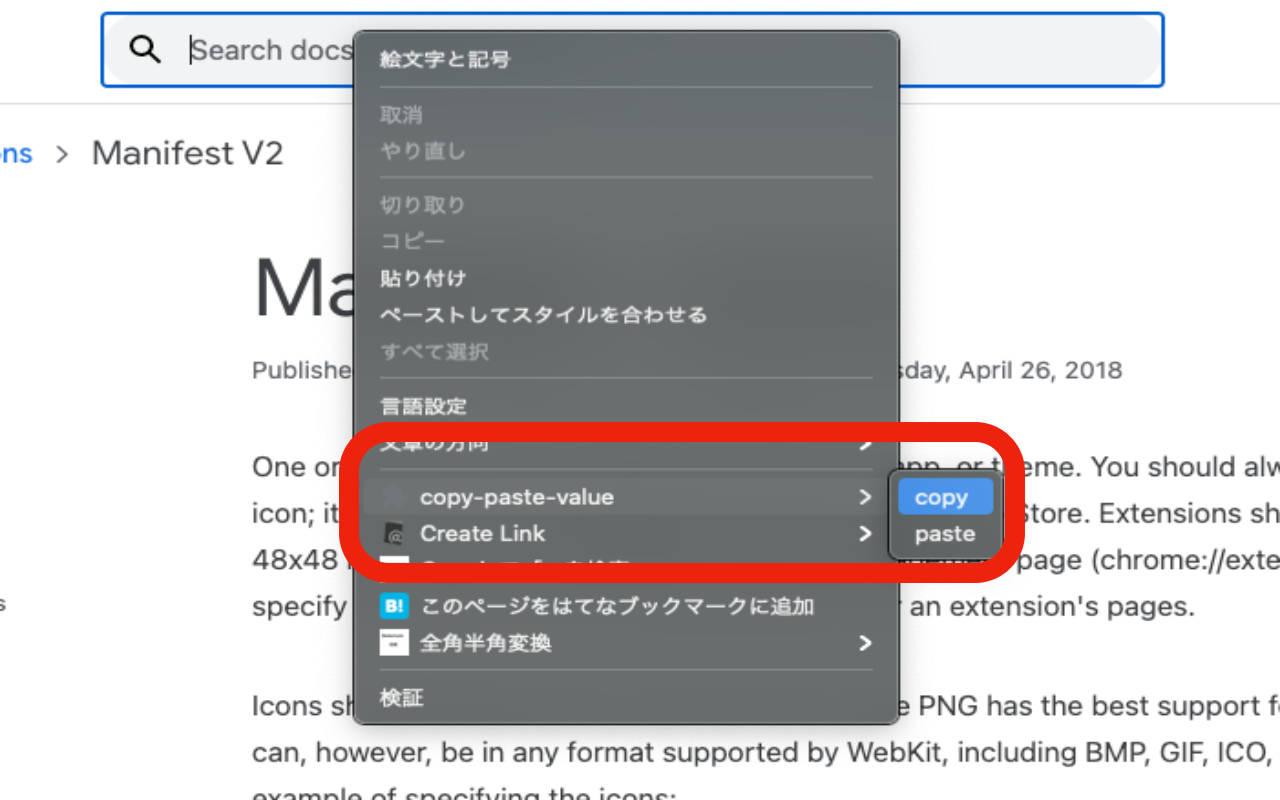 Search docs
ns > Manifest V2
Ma
Publishe
sday, April 26, 2018
One or
app, or theme. You should alw
icon; it
Store. Extensions sh
48x48
page (chrome://exte
specify
an extension's pages.
Icons sh
e PNG has the best support f
can, however, be in any format supported by WebKit, including BMP, GIF, ICO,
example of specifying the icons:
s
絵文字と記号
取消
やり直し
切り取り
コピー
貼り付け
ペーストしてスタイルを合わせる
すべて選択
言語設定
文章の方向
copy-paste-value
copy
Create Link
paste
B! このページをはてなブックマークに追加
全角半角変換
検証